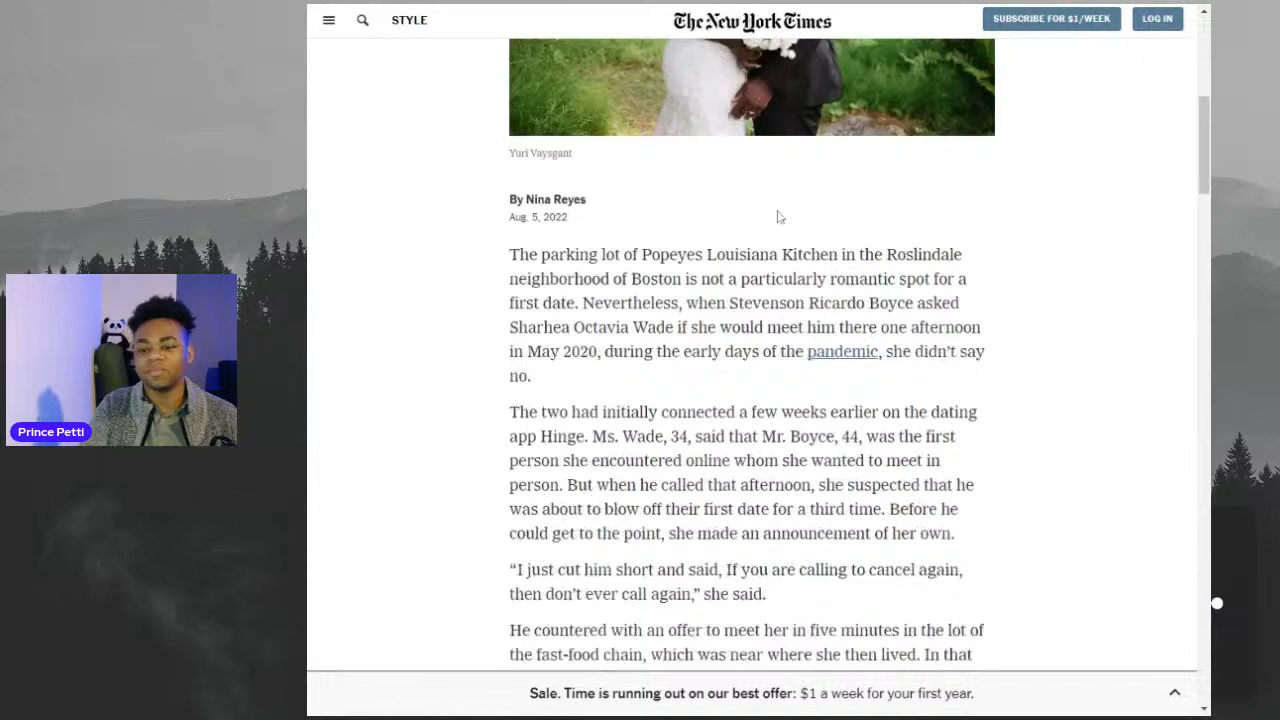 STYLE
The New York Times
SUBSCRIBE FOR $1/WEEK
LOG IN
Yuri Vaysgant
By Nina Reyes
Aug. 5, 2022
The parking lot of Popeyes Louisiana Kitchen in the Roslindale
neighborhood of Boston is not a particularly romantic spot for a
first date. Nevertheless, when Stevenson Ricardo Boyce asked
Sharhea Octavia Wade if she would meet him there one afternoon
in May 2020, during the early days of the pandemic, she didn’t say
no.
The two had initially connected a few weeks earlier on the dating
app Hinge. Ms. Wade, 34, said that Mr. Boyce, 44, was the first
person she encountered online whom she wanted to meet in
person. But when he called that afternoon, she suspected that he
was about to blow off their first date for a third time. Before he
could get to the point, she made an announcement of her own.
“I just cut him short and said, If you are calling to cancel again,
then don’t ever call again,” she said.
He countered with an offer to meet her in five minutes in the lot of
the fast-food chain, which was near where she then lived. In that
Sale. Time is running out on our best offer: $1 a week for your first year.
Prince Petti